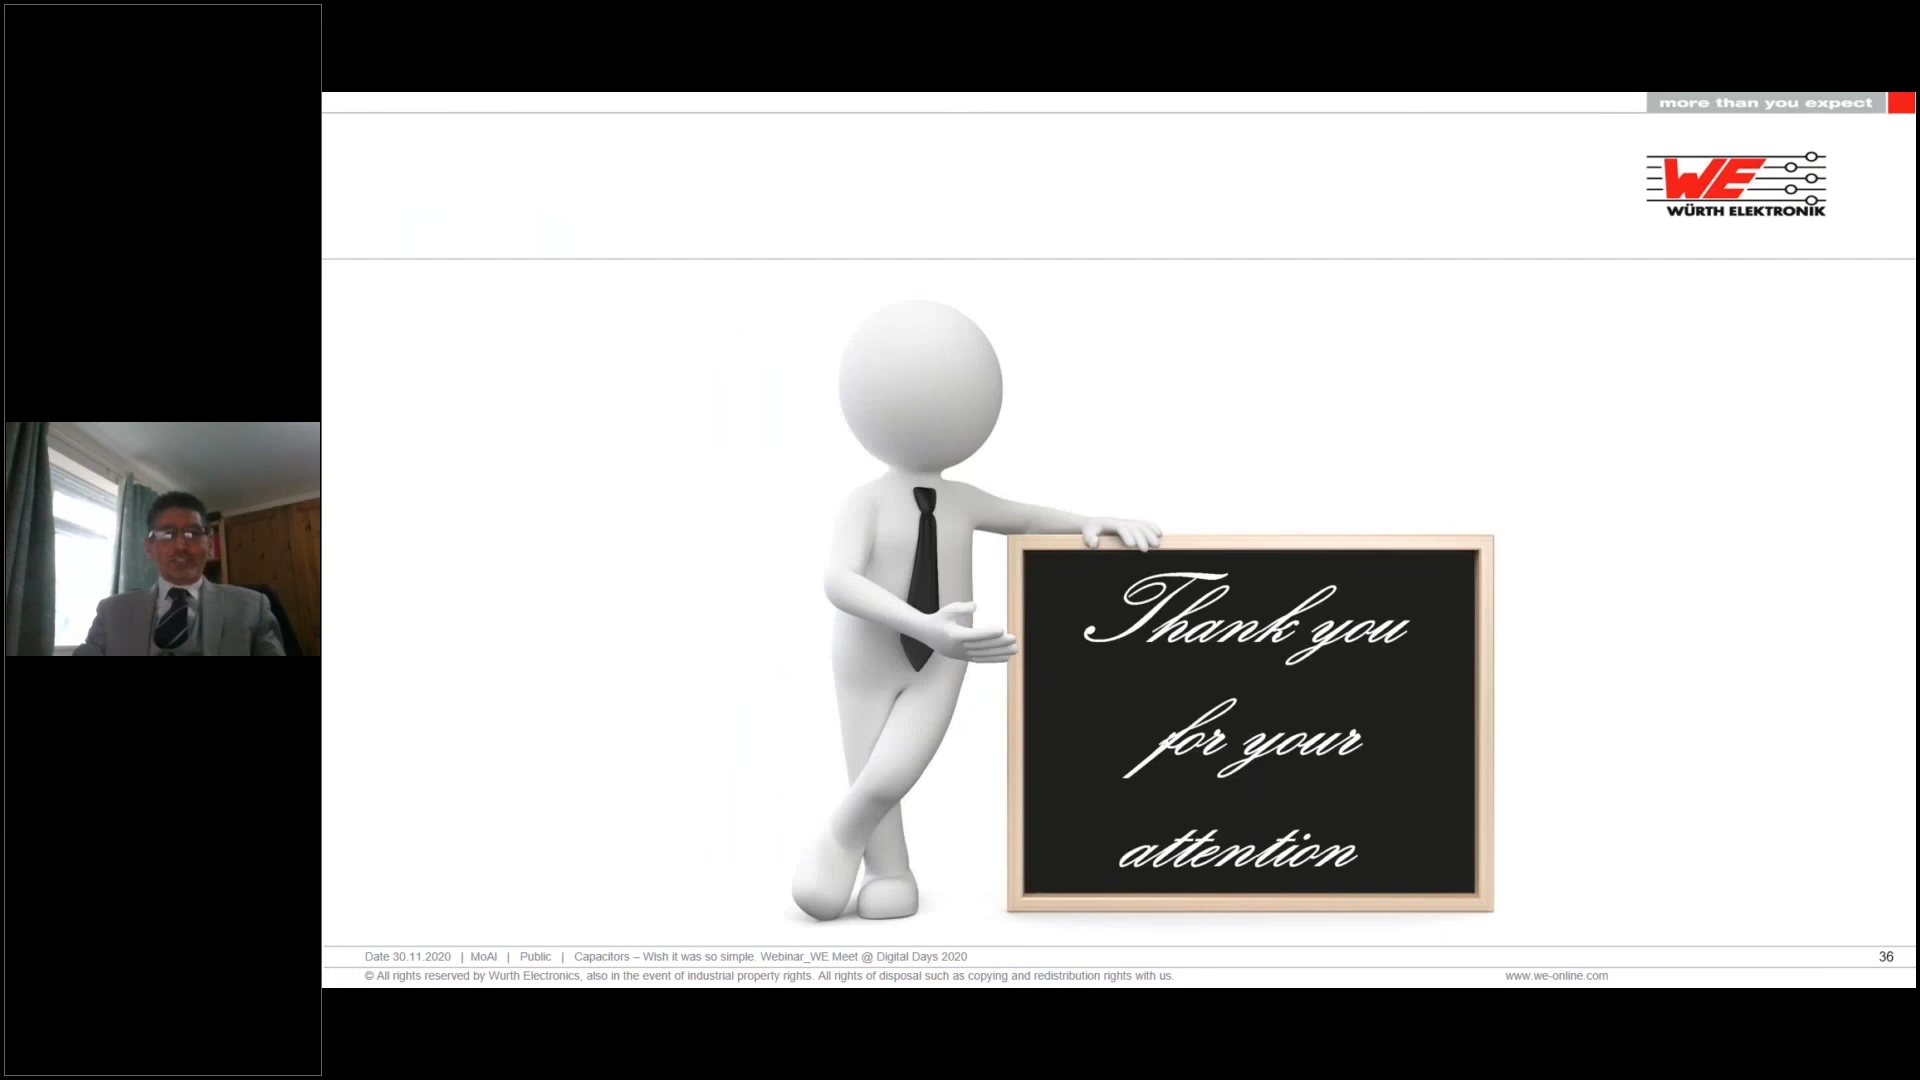 more than you expect
WE
WÜRTH ELEKTRONIK
Thank you
for your
attention
Date 30.11.2020 | MoAl | Public | Capacitors – Wish it was so simple. Webinar_WE Meet @ Digital Days 2020
36
© All rights reserved by Wurth Electronics, also in the event of industrial property rights. All rights of disposal such as copying and redistribution rights with us.
www.we-online.com